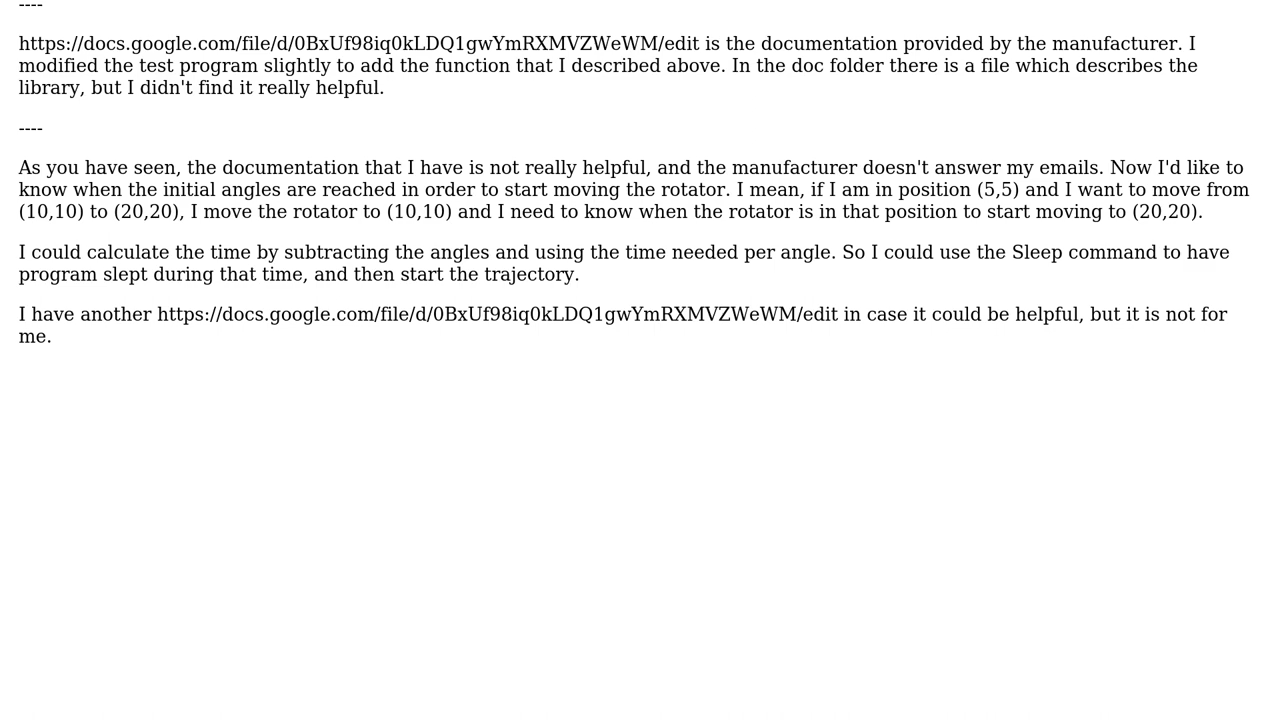 ----
https://docs.google.com/file/d/0BxUf98iq0kLDQ1gwYmRXMVZWeWM/edit is the documentation provided by the manufacturer. I
modified the test program slightly to add the function that I described above. In the doc folder there is a file which describes the
library, but I didn't find it really helpful.
----
As you have seen, the documentation that I have is not really helpful, and the manufacturer doesn't answer my emails. Now I'd like to
know when the initial angles are reached in order to start moving the rotator. I mean, if I am in position (5,5) and I want to move from
(10,10) to (20,20), I move the rotator to (10,10) and I need to know when the rotator is in that position to start moving to (20,20).
I could calculate the time by subtracting the angles and using the time needed per angle. So I could use the Sleep command to have
program slept during that time, and then start the trajectory.
I have another https://docs.google.com/file/d/0BxUf98iq0kLDQ1gwYmRXMVZWeWM/edit in case it could be helpful, but it is not for
me.